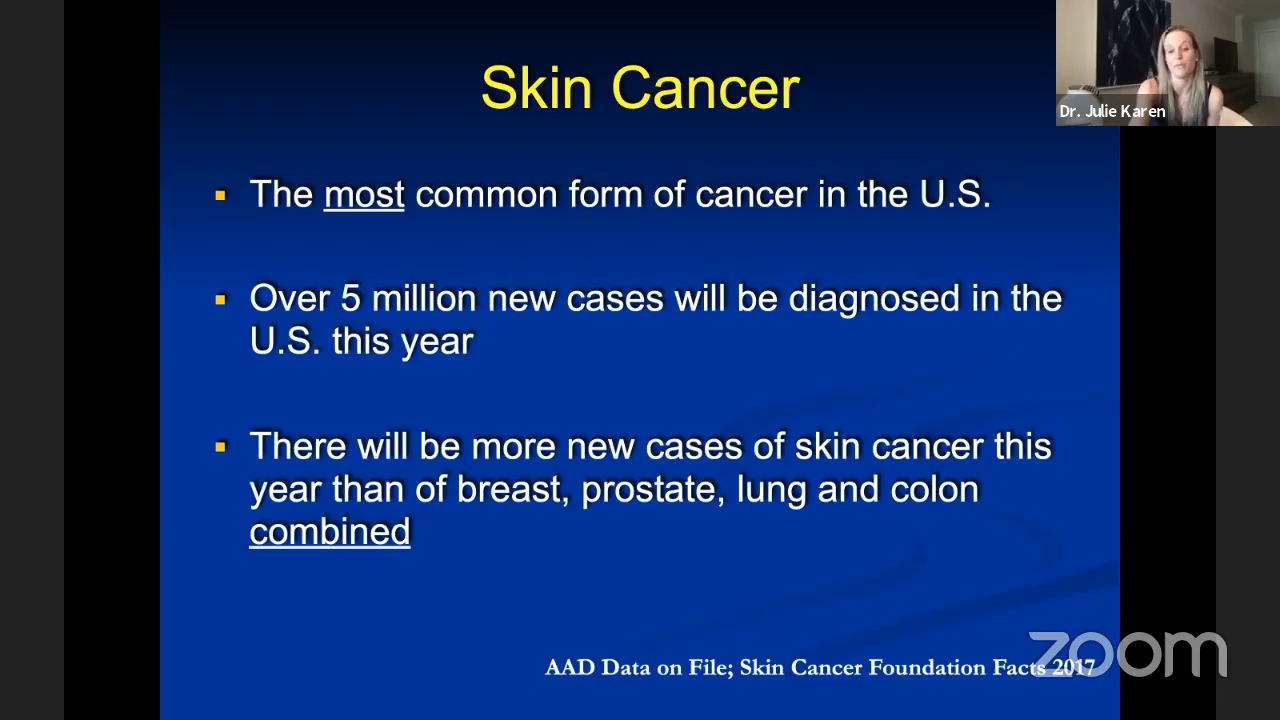 Skin Cancer
Dr. Julie Karen
The most common form of cancer in the U.S.
Over 5 million new cases will be diagnosed in the
U.S. this year
There will be more new cases of skin cancer this
year than of breast, prostate, lung and colon
combined
AAD Data on File; Skin Cancer Foundation Facts 2017
zoom